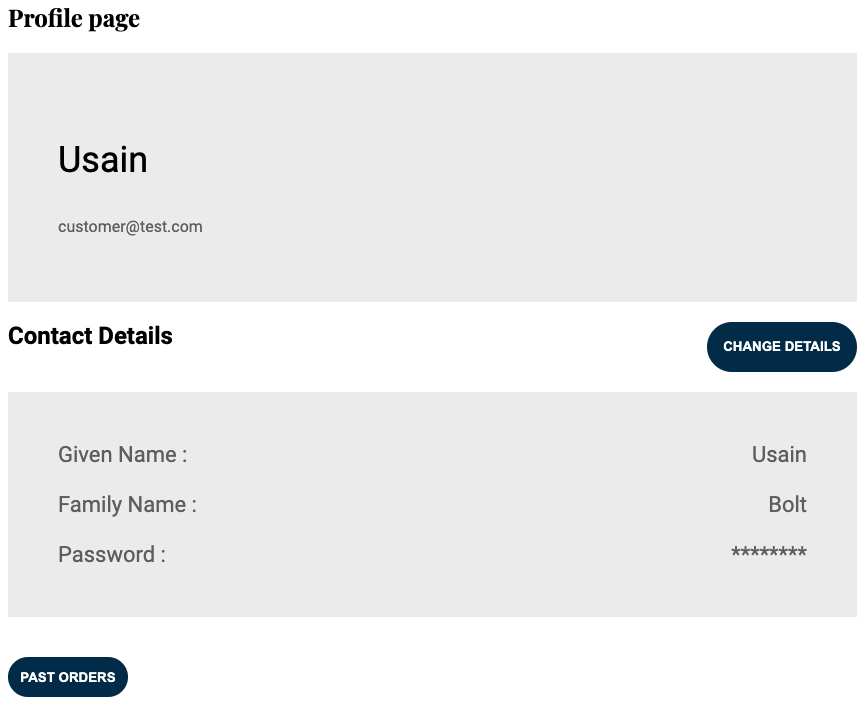 Profile page
Usain
customer@test.com
Contact Details
CHANGE DETAILS
Given Name : Usain
Family Name : Bolt
Password : ********
PAST ORDERS